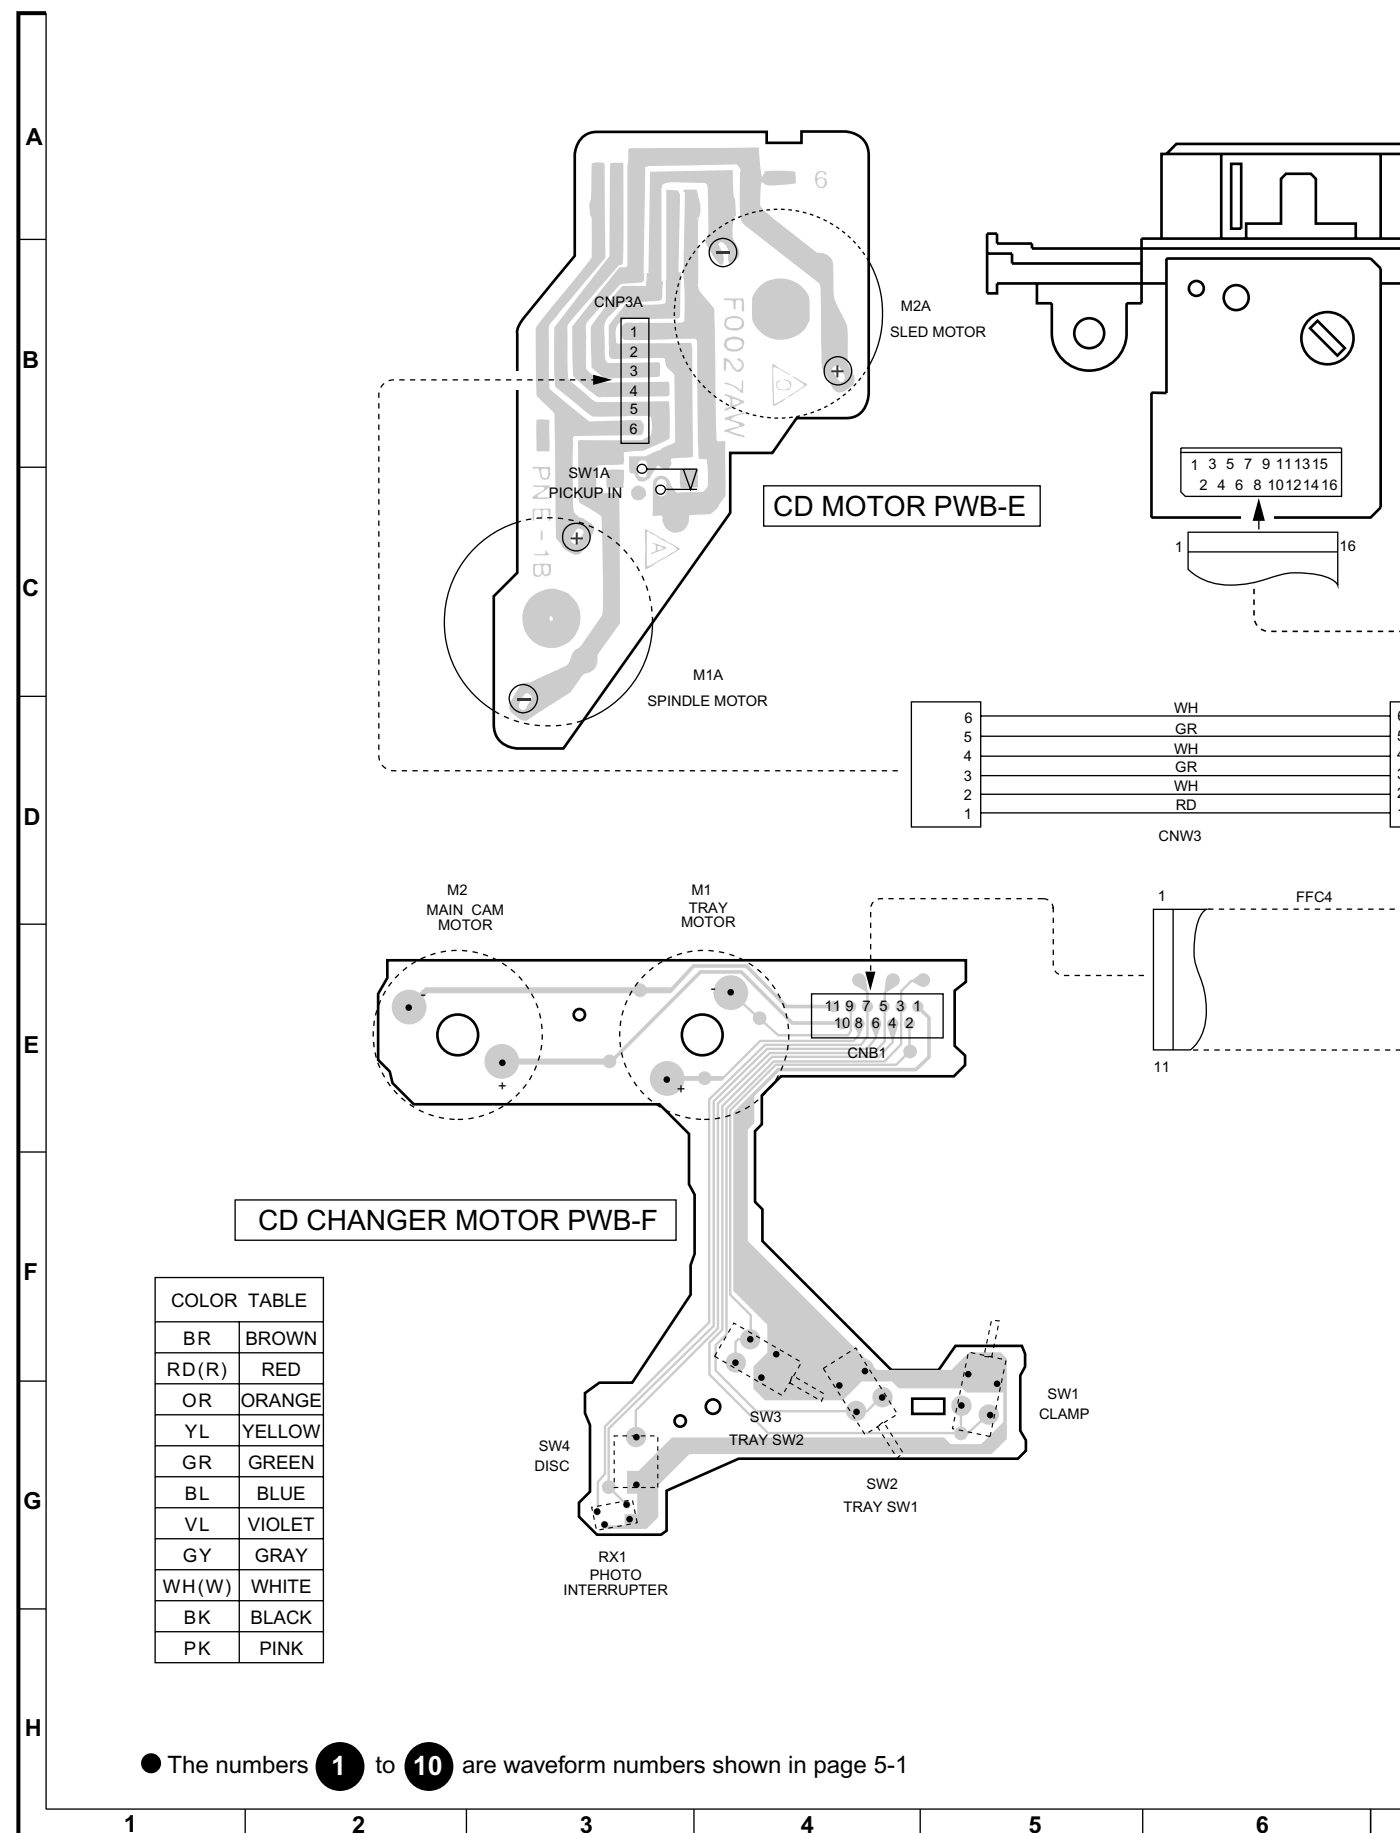 A
B
C
D
E
F
G
H
6
CNP3A
1
2
3
4
5
6
F0027AW
C
M2A
SLED MOTOR
SW1A
PICKUP IN
PNE-1B
A
CD MOTOR PWB-E
M1A
SPINDLE MOTOR
1 3 5 7 9 11 13 15
2 4 6 8 10 12 14 16
1
16
6 WH
5 GR
4 WH
3 GR
2 WH
1 RD
CNW3
M2
MAIN CAM
MOTOR
M1
TRAY
MOTOR
- +
- +
11 9 7 5 3 1
10 8 6 4 2
CNB1
1
FFC4
11
CD CHANGER MOTOR PWB-F
COLOR TABLE
BR BROWN
RD(R) RED
OR ORANGE
YL YELLOW
GR GREEN
BL BLUE
VL VIOLET
GY GRAY
WH(W) WHITE
BK BLACK
PK PINK
SW3
TRAY SW2
SW1
CLAMP
SW4
DISC
SW2
TRAY SW1
RX1
PHOTO
INTERRUPTER
● The numbers 1 to 10 are waveform numbers shown in page 5-1
1 2 3 4 5 6